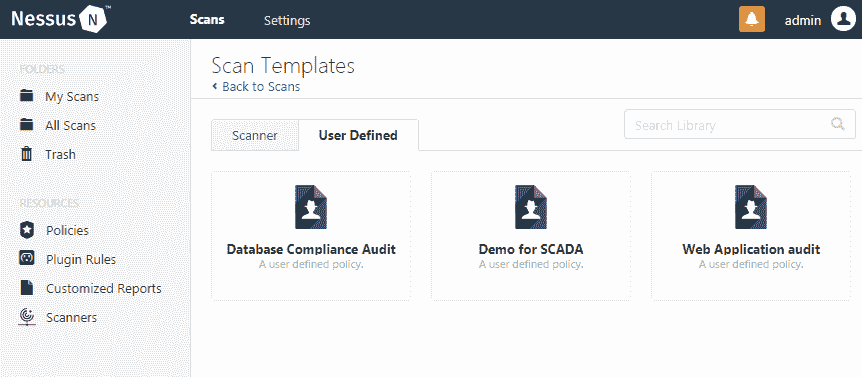 Nessus N ™
Scans
Settings
admin
FOLDERS
My Scans
All Scans
Trash
RESOURCES
Policies
Plugin Rules
Customized Reports
Scanners
Scan Templates
Back to Scans
Scanner
User Defined
Search Library
Database Compliance Audit
A user defined policy.
Demo for SCADA
A user defined policy.
Web Application audit
A user defined policy.